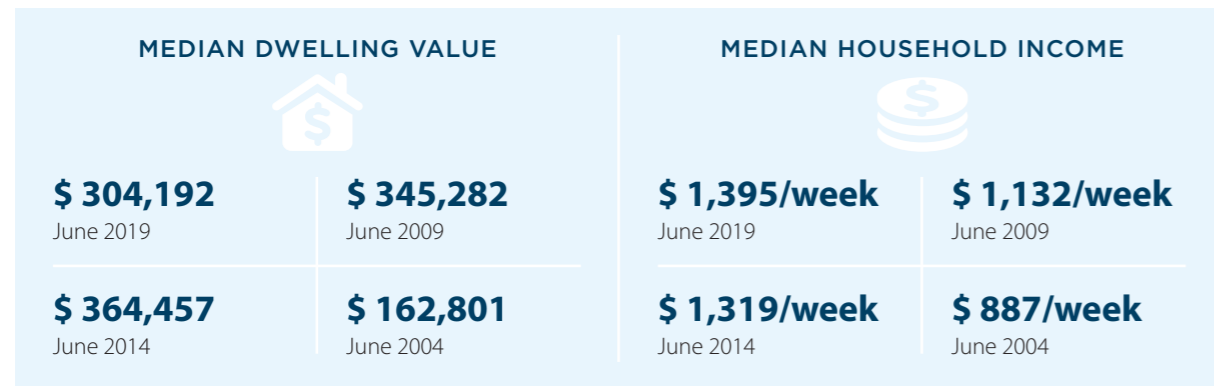 MEDIAN DWELLING VALUE
$
$ 304,192
June 2019
$ 345,282
June 2009
$ 364,457
June 2014
$ 162,801
June 2004
MEDIAN HOUSEHOLD INCOME
$
$ 1,395/week
June 2019
$ 1,132/week
June 2009
$ 1,319/week
June 2014
$ 887/week
June 2004